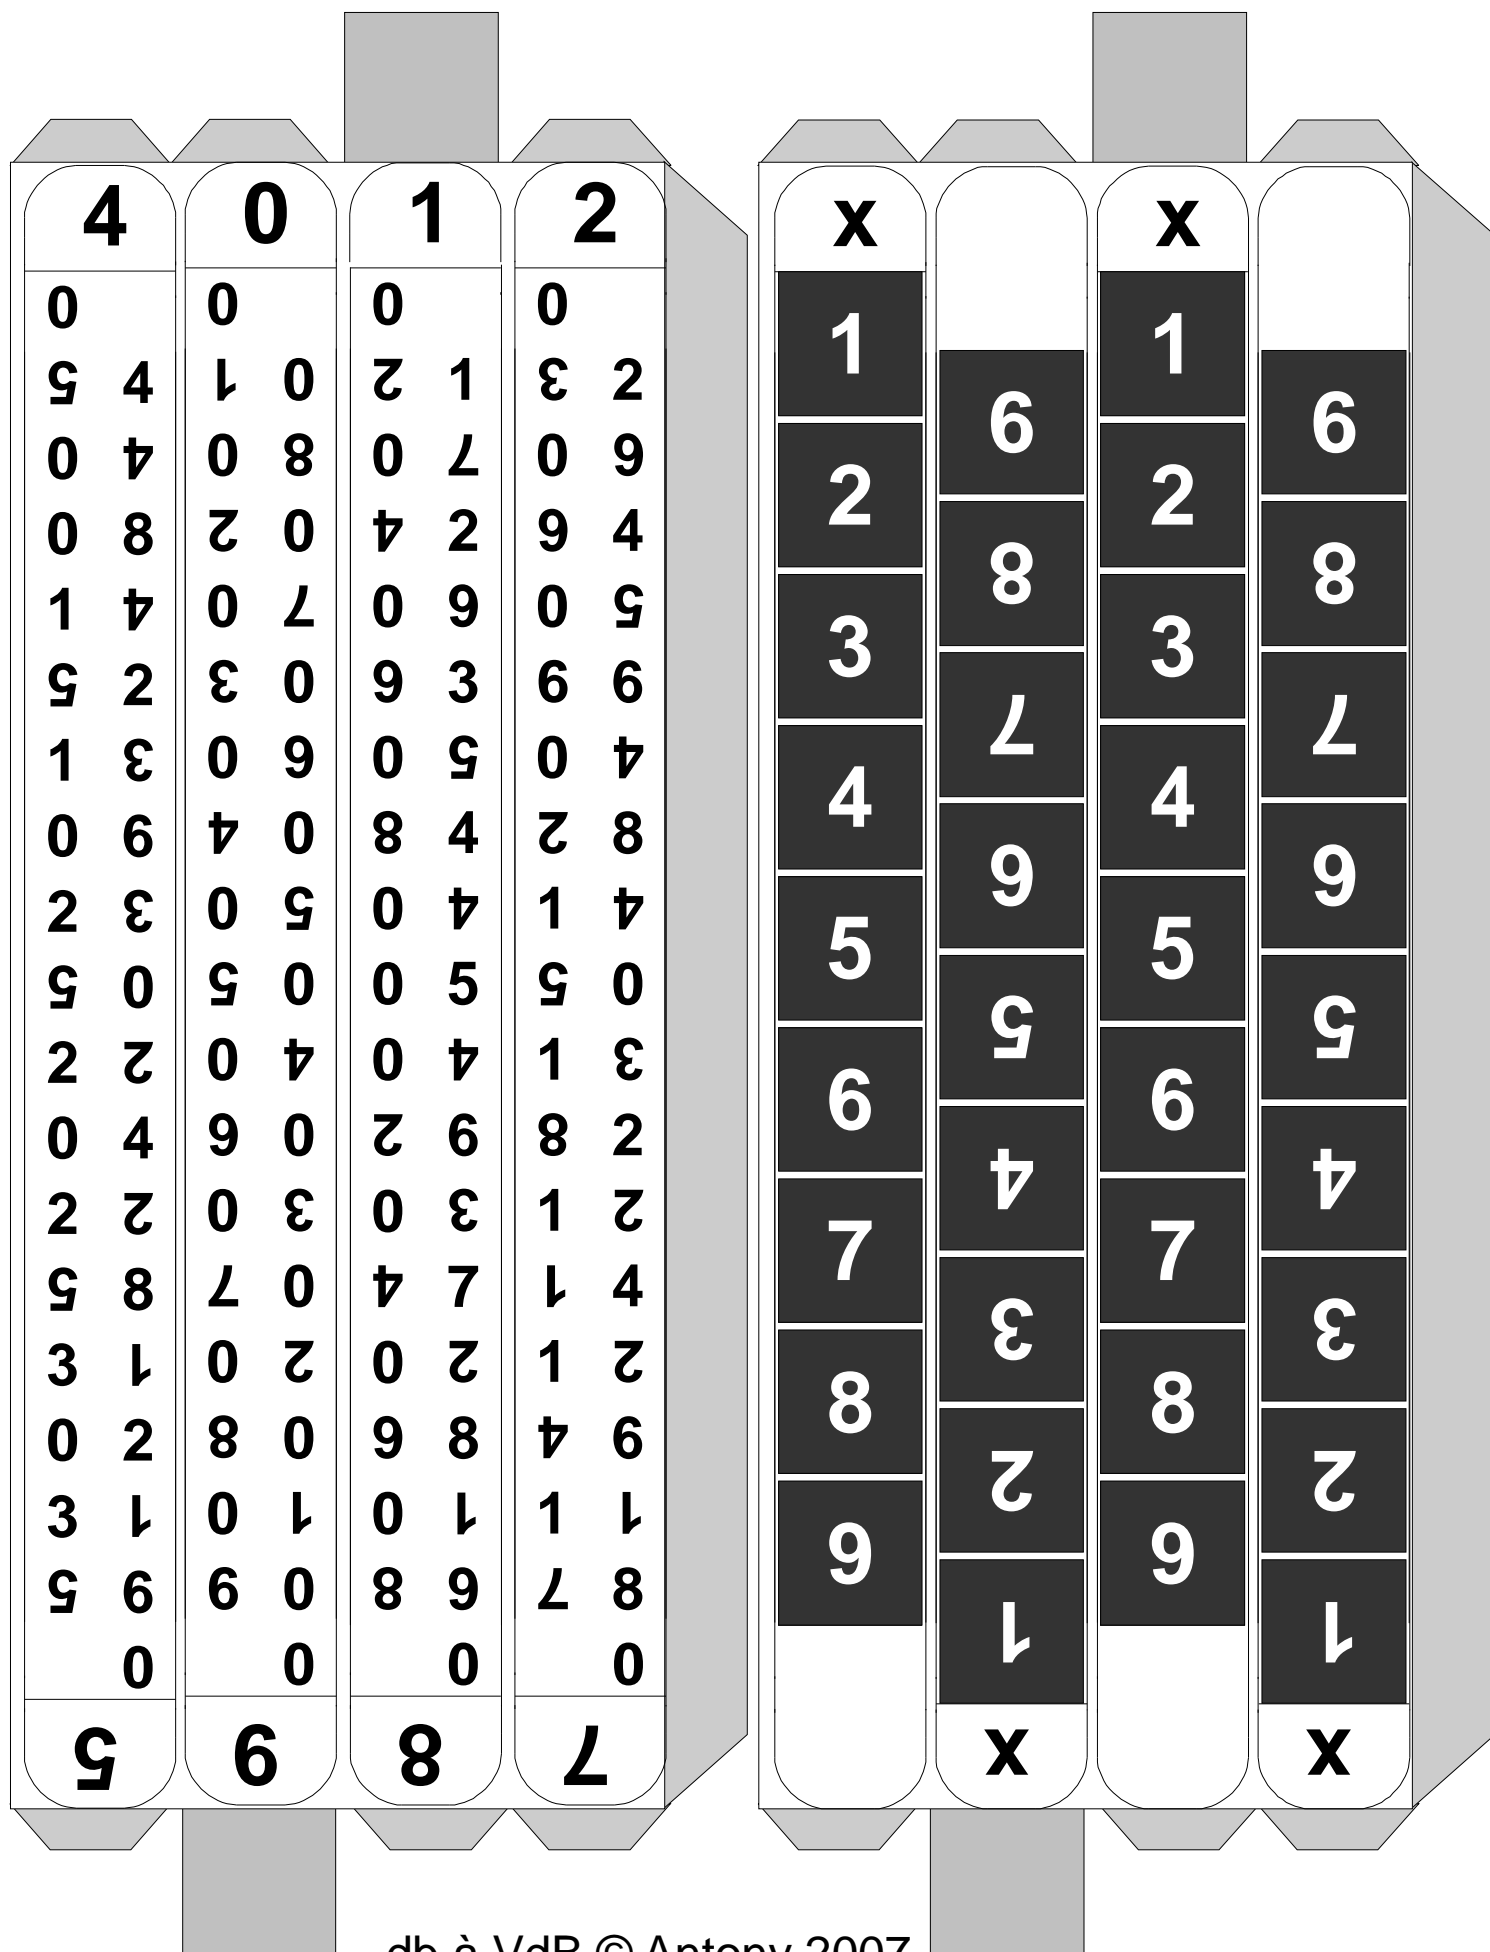 4 0 1 2
0 0 0 0
5 4 1 0 2 1 3 2
0 4 0 8 0 7 0 6
0 8 2 0 4 2 6 4
1 4 0 7 0 6 0 5
5 2 3 0 6 3 9 6
1 3 0 6 0 5 0 4
0 6 4 0 8 4 2 8
2 3 0 5 0 4 1 4
5 0 5 0 0 5 5 0
2 2 0 4 0 4 1 3
0 4 6 0 2 6 8 2
2 2 0 3 0 3 1 2
5 8 7 0 4 7 1 4
3 1 0 2 0 2 1 2
0 2 8 0 6 8 4 6
3 1 0 1 0 1 1 1
5 6 9 0 8 9 7 8
0 0 0 0
5 9 8 7
x x
1 1
9 9
2 2
8 8
3 3
7 7
4 4
6 6
5 5
5 5
6 6
4 4
7 7
3 3
8 8
2 2
9 9
1 1
x x
db à VdB © Antony 2007